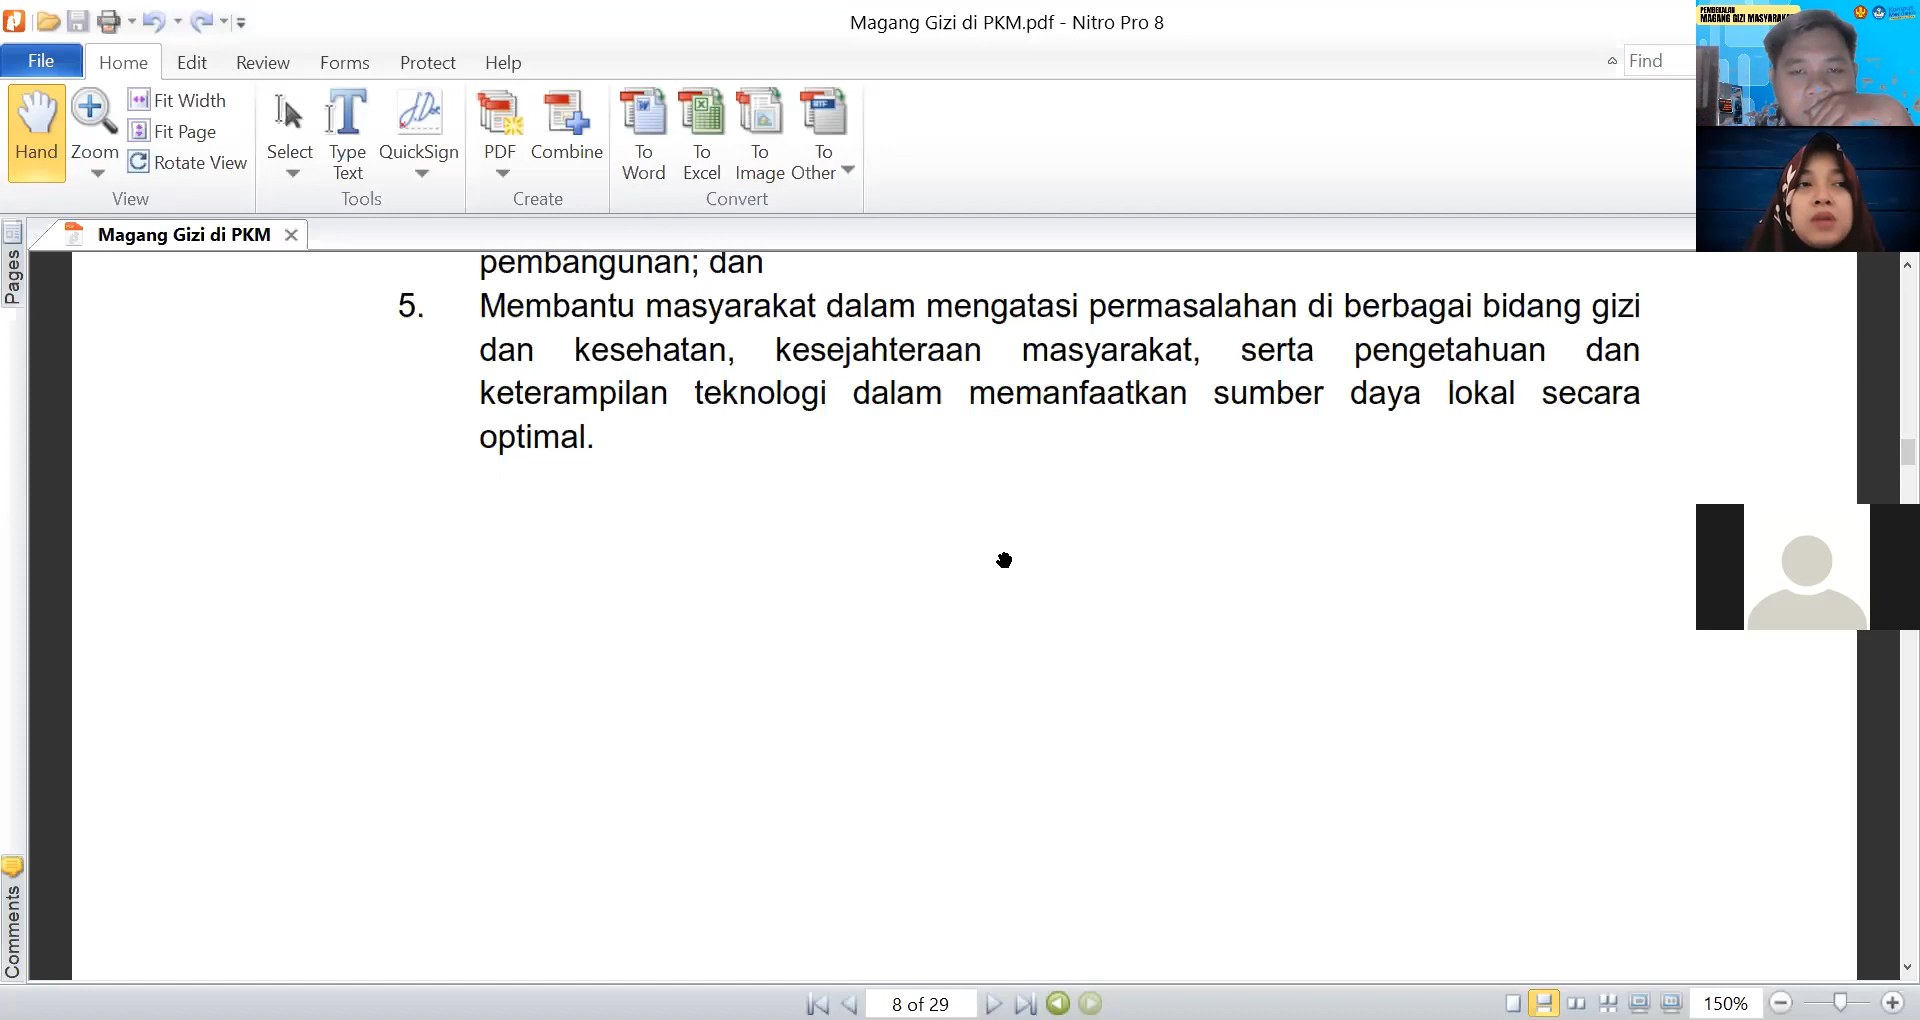 Magang Gizi di PKM.pdf - Nitro Pro 8
PEMBEKALAN
MAGANG GIZI MASYARAKAT
File Home Edit Review Forms Protect Help
Find
Hand
Zoom
Fit Width
Fit Page
Rotate View
View
Select
Type Text
QuickSign
Tools
PDF
Combine
Create
To Word
To Excel
To Image
To Other
Convert
Magang Gizi di PKM
Pages
pembangunan; dan
5. Membantu masyarakat dalam mengatasi permasalahan di berbagai bidang gizi
dan kesehatan, kesejahteraan masyarakat, serta pengetahuan dan
keterampilan teknologi dalam memanfaatkan sumber daya lokal secara
optimal.
Comments
8 of 29
150%